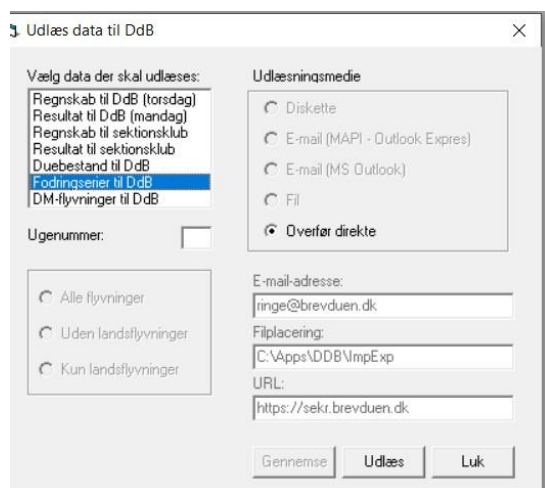 Udlæs data til DdB
Vælg data der skal udlæses:
Regnskab til DdB (torsdag)
Resultat til DdB (mandag)
Regnskab til sektionsklub
Resultat til sektionsklub
Duebestand til DdB
Fodringserier til DdB
DM-flyvninger til DdB
Ugenummer:
Alle flyvninger
Uden landsflyvninger
Kun landsflyvninger
Udlæsningsmedie
Diskette
E-mail (MAPI - Outlook Expres)
E-mail (MS Outlook)
Fil
Overfør direkte
E-mail-adresse:
ringe@brevduen.dk
Filplacering:
C:\Apps\DDB\ImpExp
URL:
https://sekr.brevduen.dk
Gennemse
Udlæs
Luk